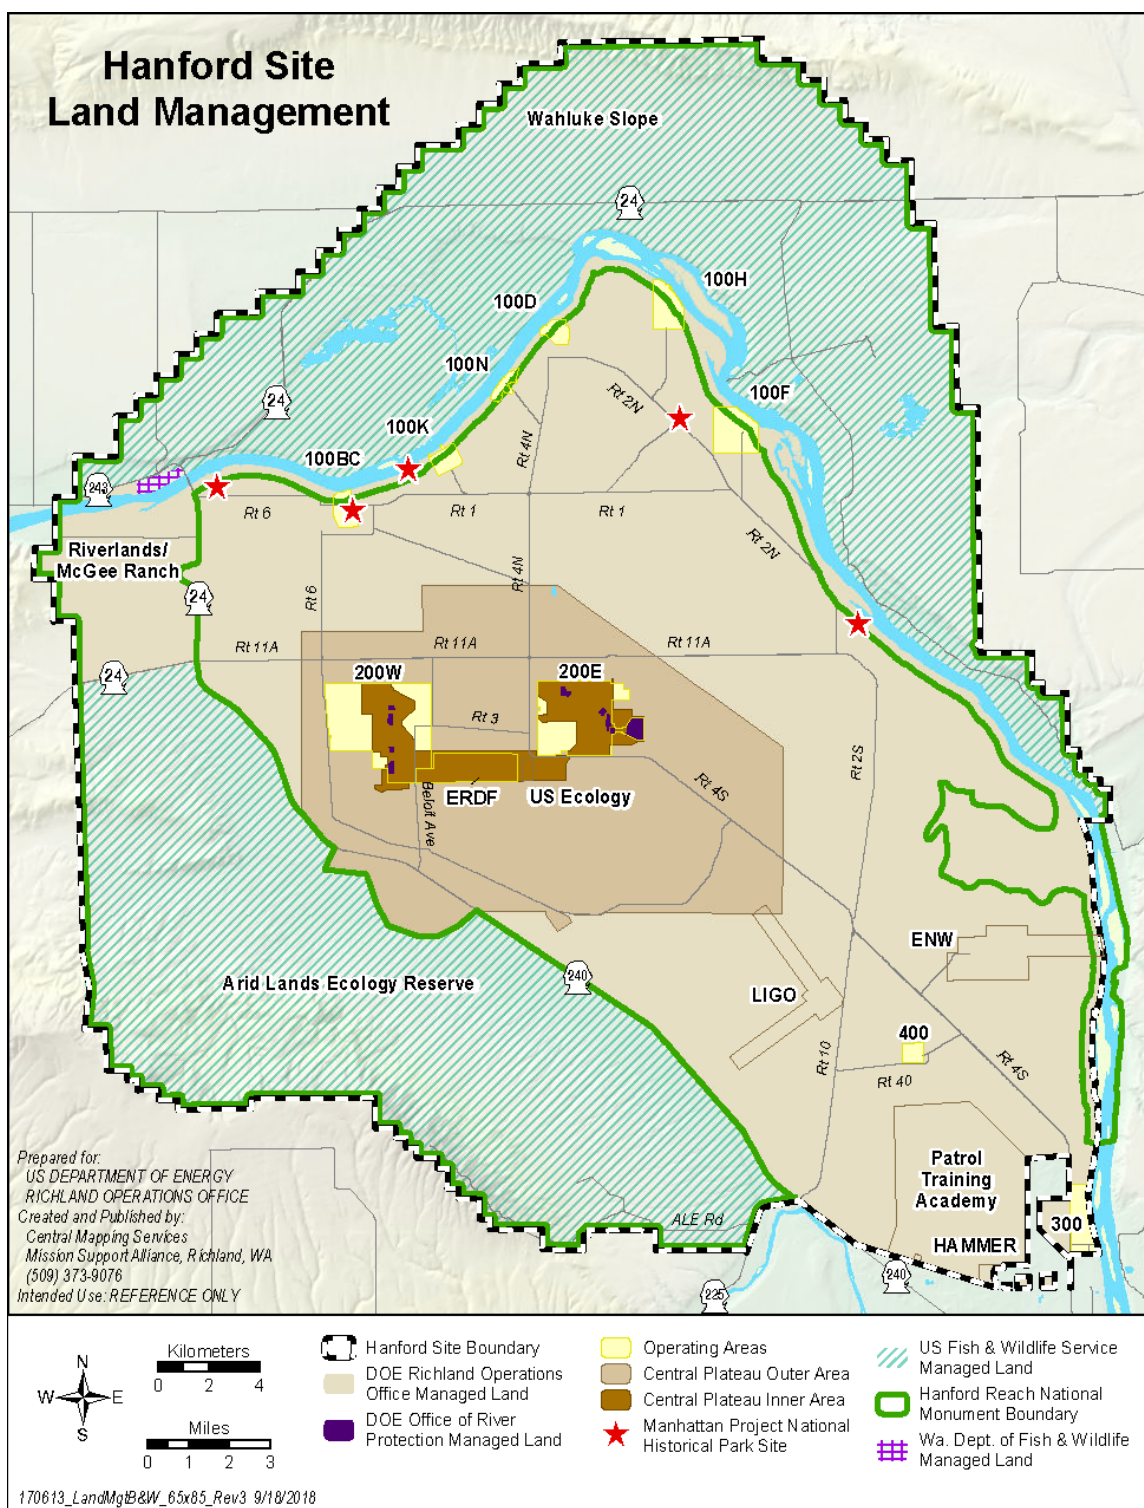 Hanford Site
Land Management
Wahluke Slope
24
100H
100D
100N
100F
24
Rt 2N
100K
Rt 4N
100BC
243
Rt 6
Rt 1
Rt 1
Rt 2N
Riverlands/
McGee Ranch
Rt 4N
Rt 6
24
Rt 11A
Rt 11A
Rt 11A
24
200W
200E
Rt 3
Rt 2S
Rt 4S
ERDF
US Ecology
Beloit Ave
ENW
Arid Lands Ecology Reserve
240
LIGO
400
Rt 10
Rt 40
Rt 4S
Patrol
Training
Academy
300
HAMMER
ALE Rd
240
225
Prepared for:
US DEPARTMENT OF ENERGY
RICHLAND OPERATIONS OFFICE
Created and Published by:
Central Mapping Services
Mission Support Alliance, Richland, WA
(509) 373-9076
Intended Use: REFERENCE ONLY
N
W E
S
Kilometers
0 2 4
Miles
0 1 2 3
Hanford Site Boundary
DOE Richland Operations
Office Managed Land
DOE Office of River
Protection Managed Land
Operating Areas
Central Plateau Outer Area
Central Plateau Inner Area
Manhattan Project National
Historical Park Site
US Fish & Wildlife Service
Managed Land
Hanford Reach National
Monument Boundary
Wa. Dept. of Fish & Wildlife
Managed Land
170613_LandMgtB&W_65x85_Rev3 9/18/2018